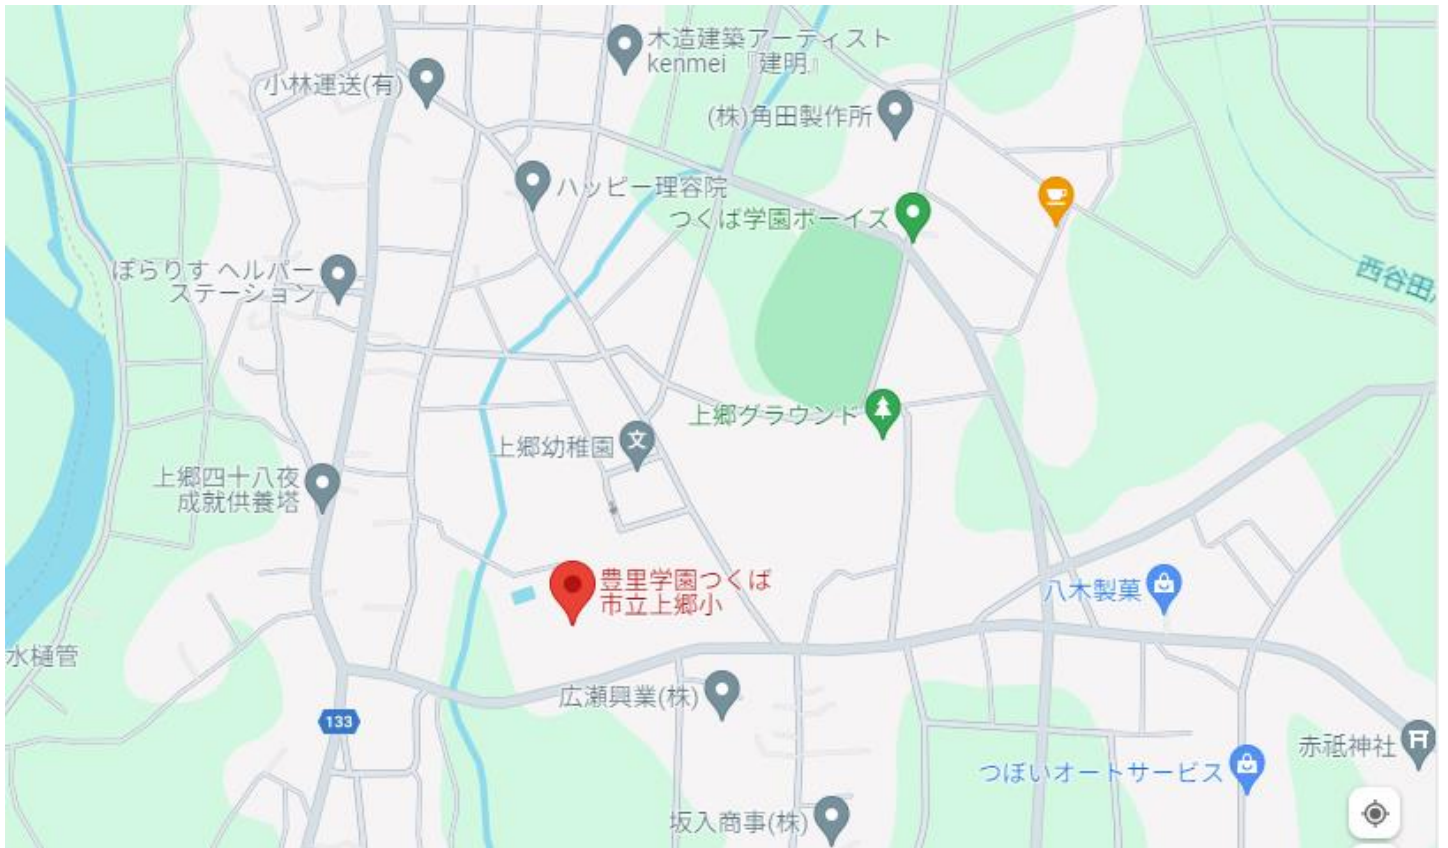 木造建築アーティスト
kenmei 『建明』
小林運送(有)
(株)角田製作所
ハッピー理容院
つくば学園ボーイズ
ぽらりす ヘルパー
ステーション
西谷田
上郷グラウンド
上郷幼稚園
上郷四十八夜
成就供養塔
豊里学園つくば
市立上郷小
八木製菓
水樋管
広瀬興業(株)
133
赤祗神社
つぼいオートサービス
坂入商事(株)